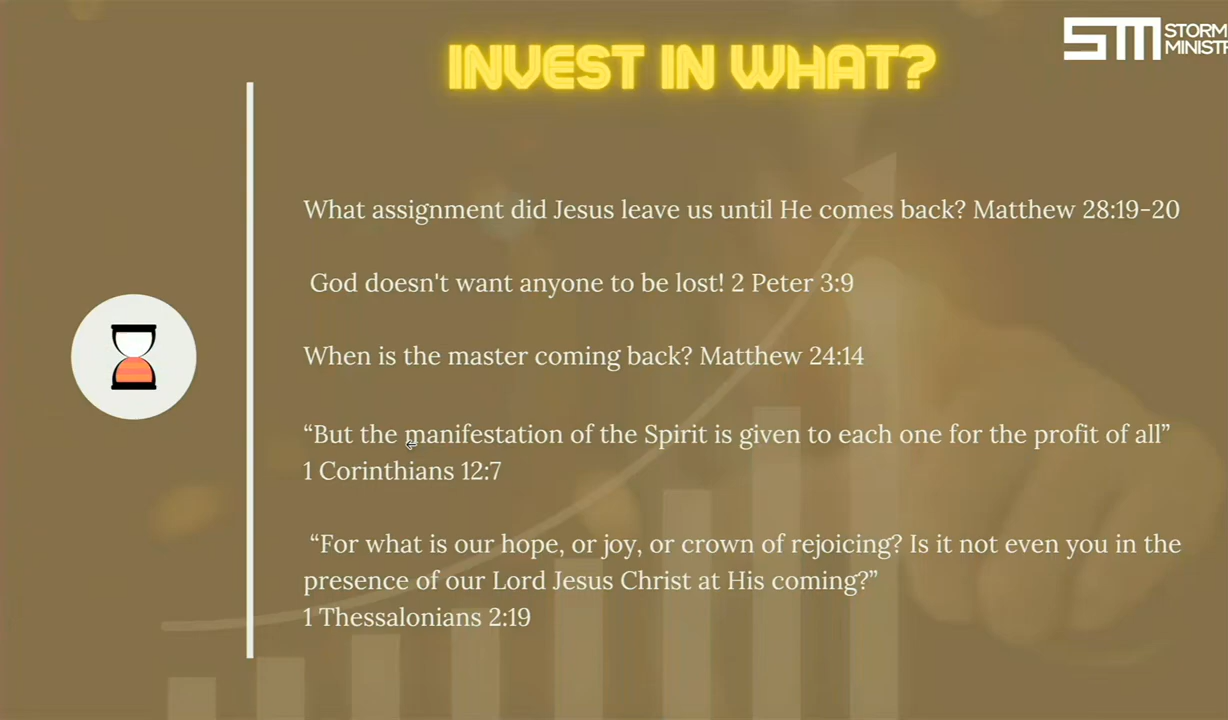 INVEST IN WHAT?
STORM
MINISTR
What assignment did Jesus leave us until He comes back? Matthew 28:19-20
God doesn't want anyone to be lost! 2 Peter 3:9
When is the master coming back? Matthew 24:14
“But the manifestation of the Spirit is given to each one for the profit of all”
1 Corinthians 12:7
“For what is our hope, or joy, or crown of rejoicing? Is it not even you in the
presence of our Lord Jesus Christ at His coming?”
1 Thessalonians 2:19